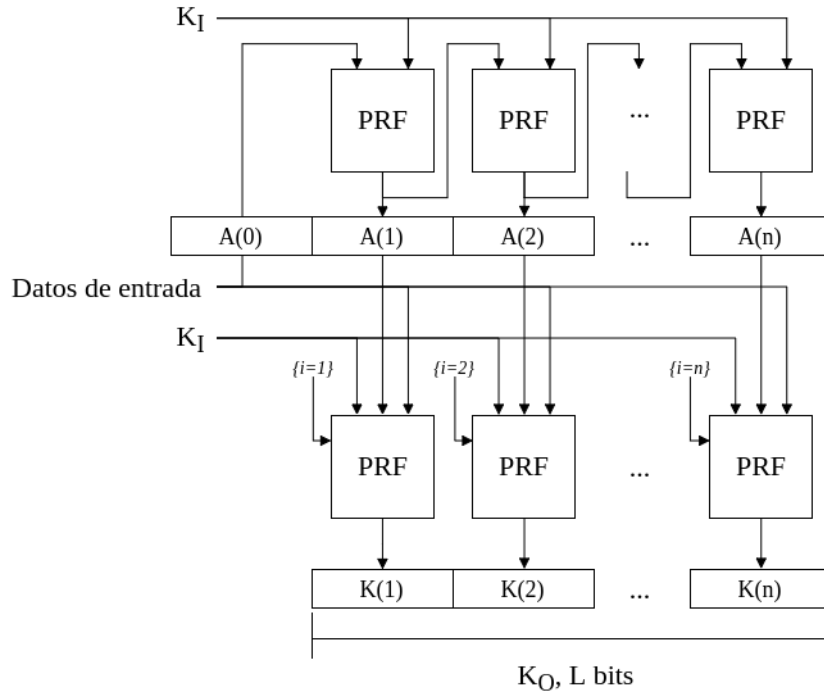 K_I
PRF PRF ... PRF
A(0) A(1) A(2) ... A(n)
Datos de entrada
K_I
{i=1} {i=2} {i=n}
PRF PRF ... PRF
K(1) K(2) ... K(n)
K_O, L bits